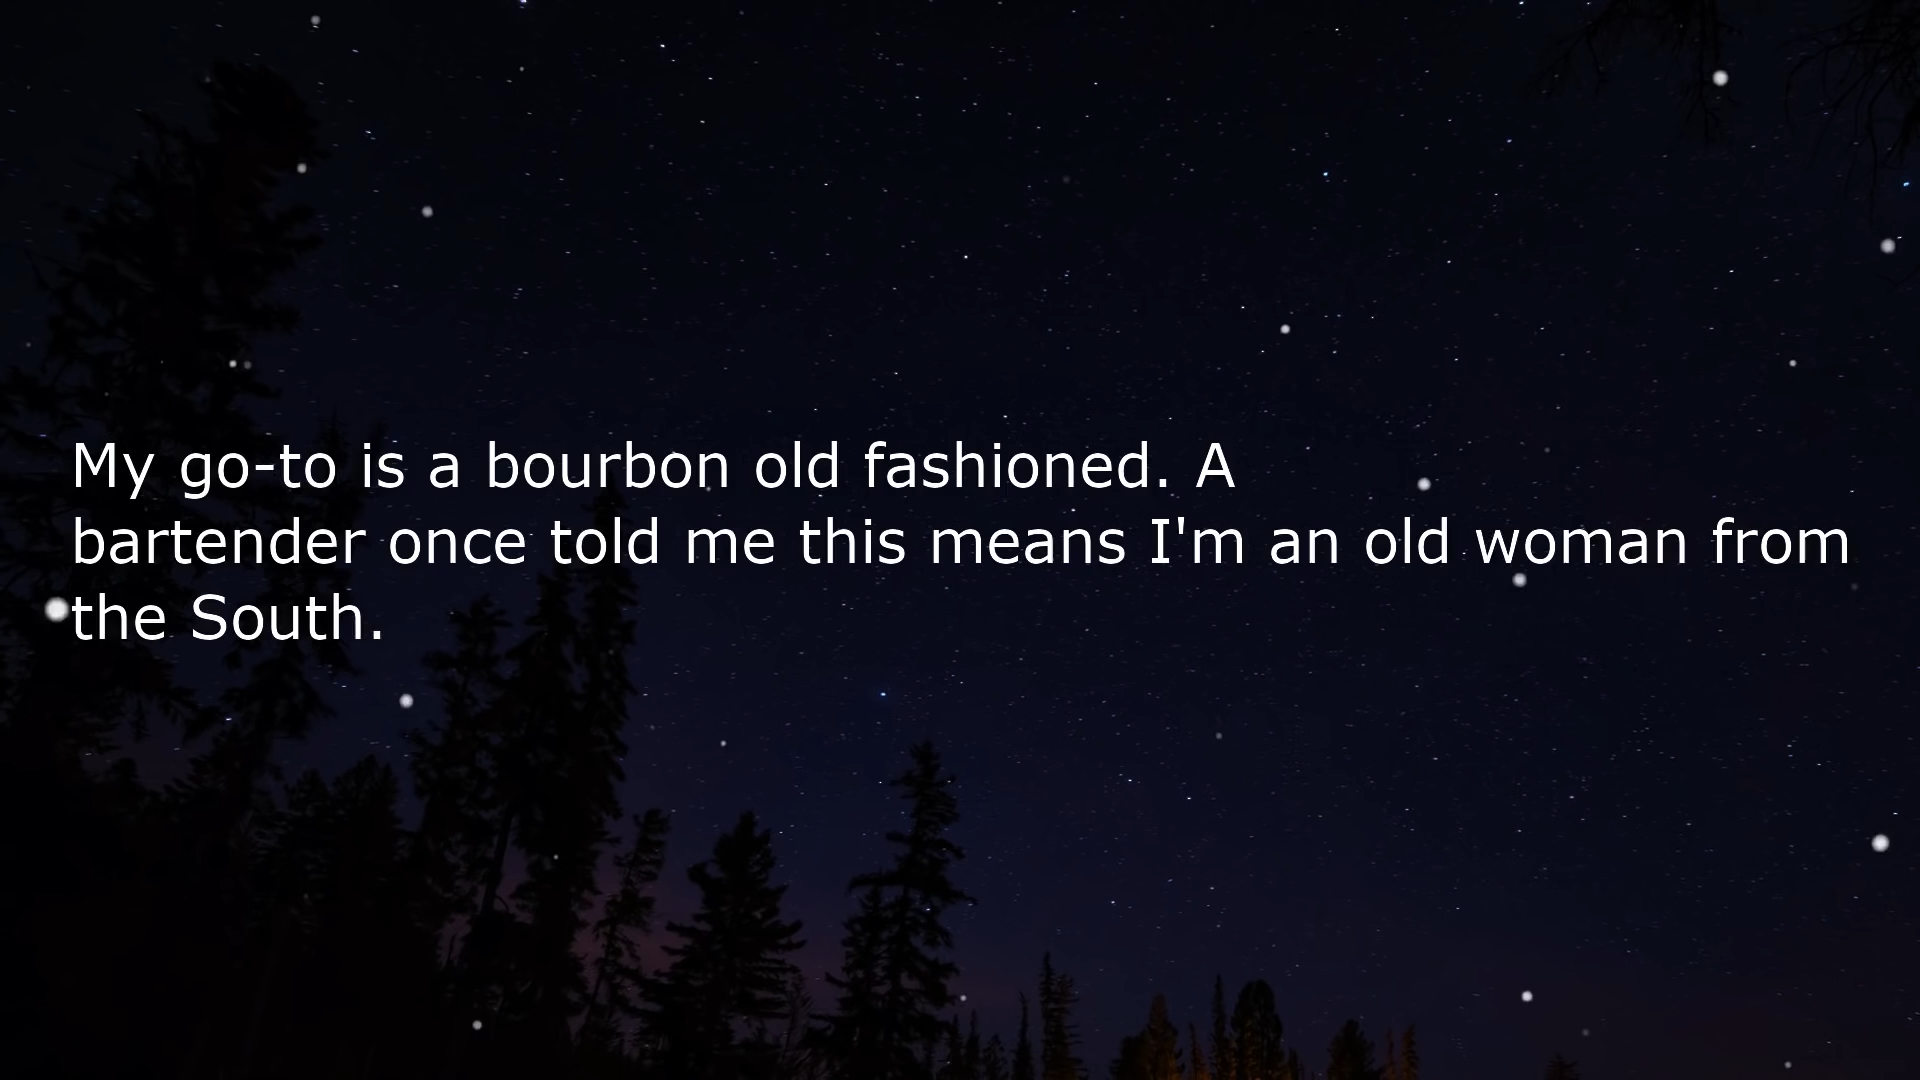 My go-to is a bourbon old fashioned. A
bartender once told me this means I'm an old woman from
the South.